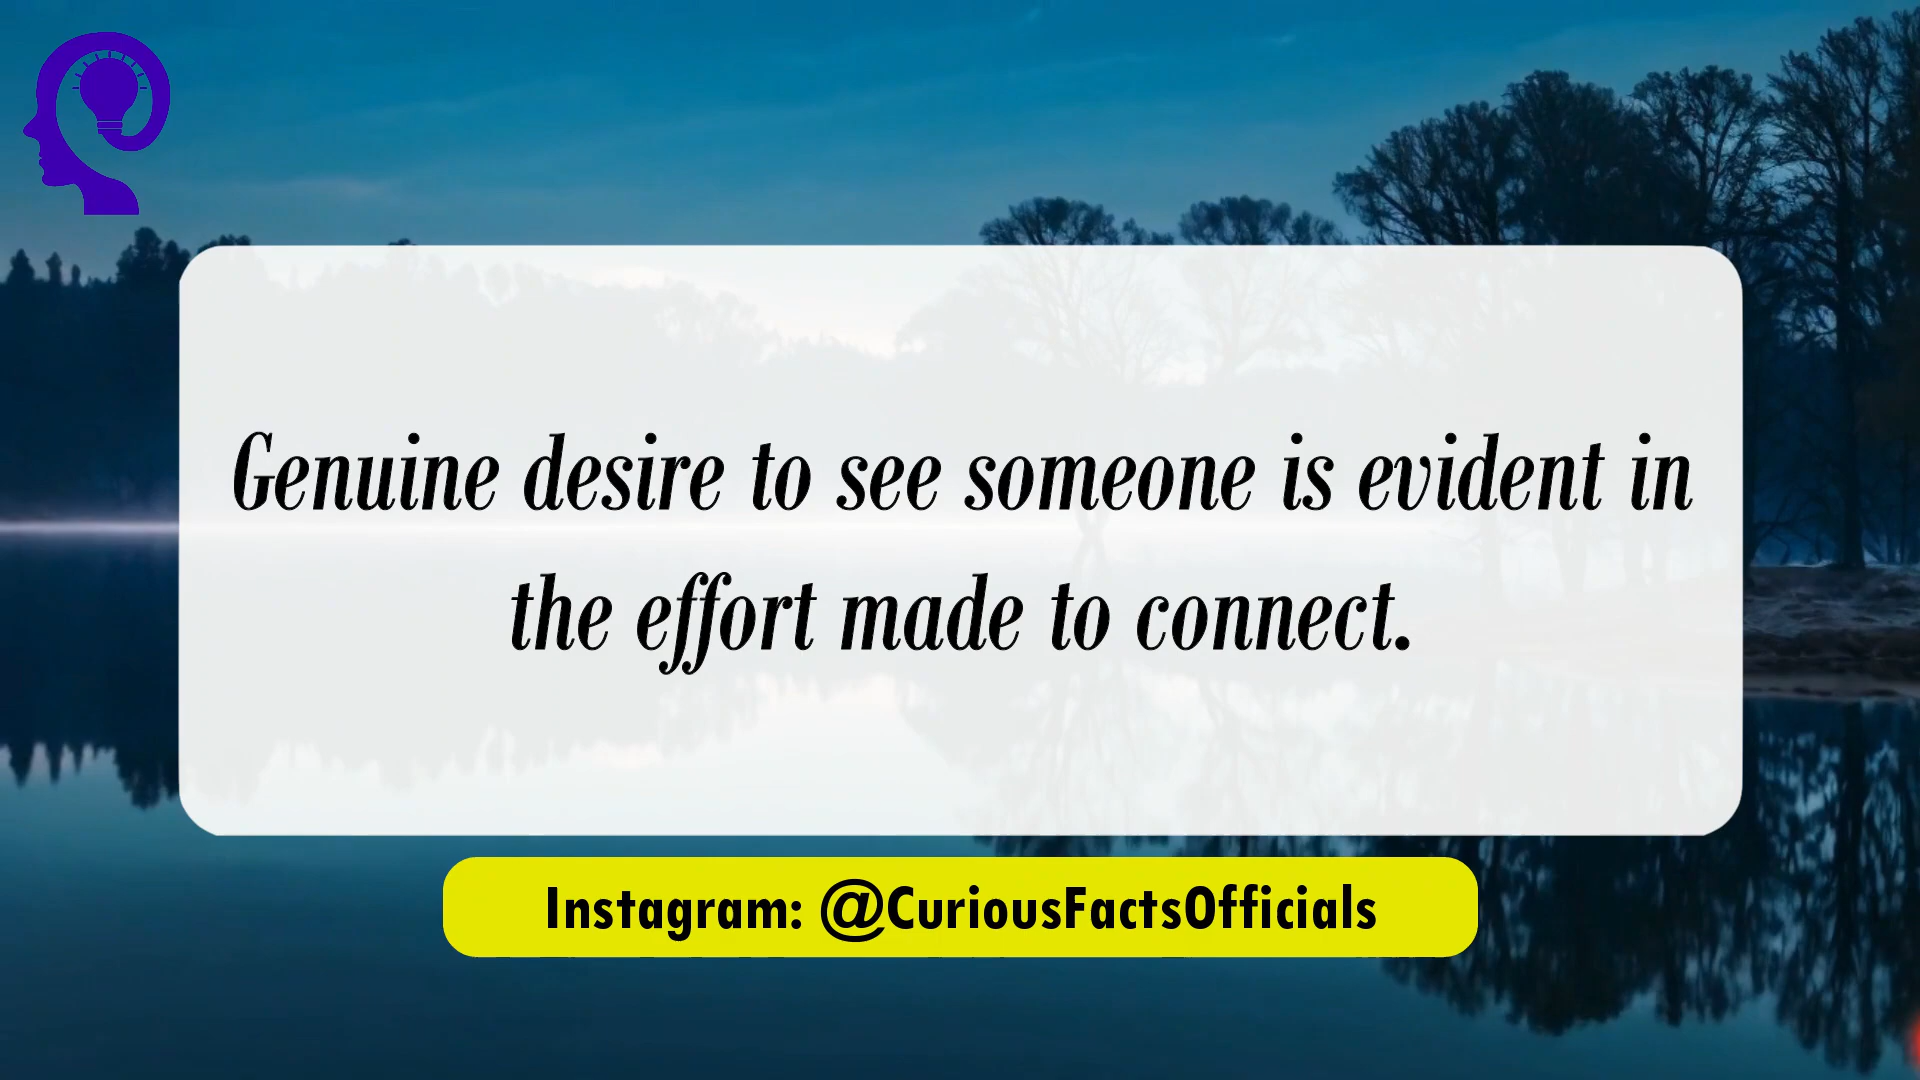 Genuine desire to see someone is evident in
the effort made to connect.
Instagram: @CuriousFactsOfficials